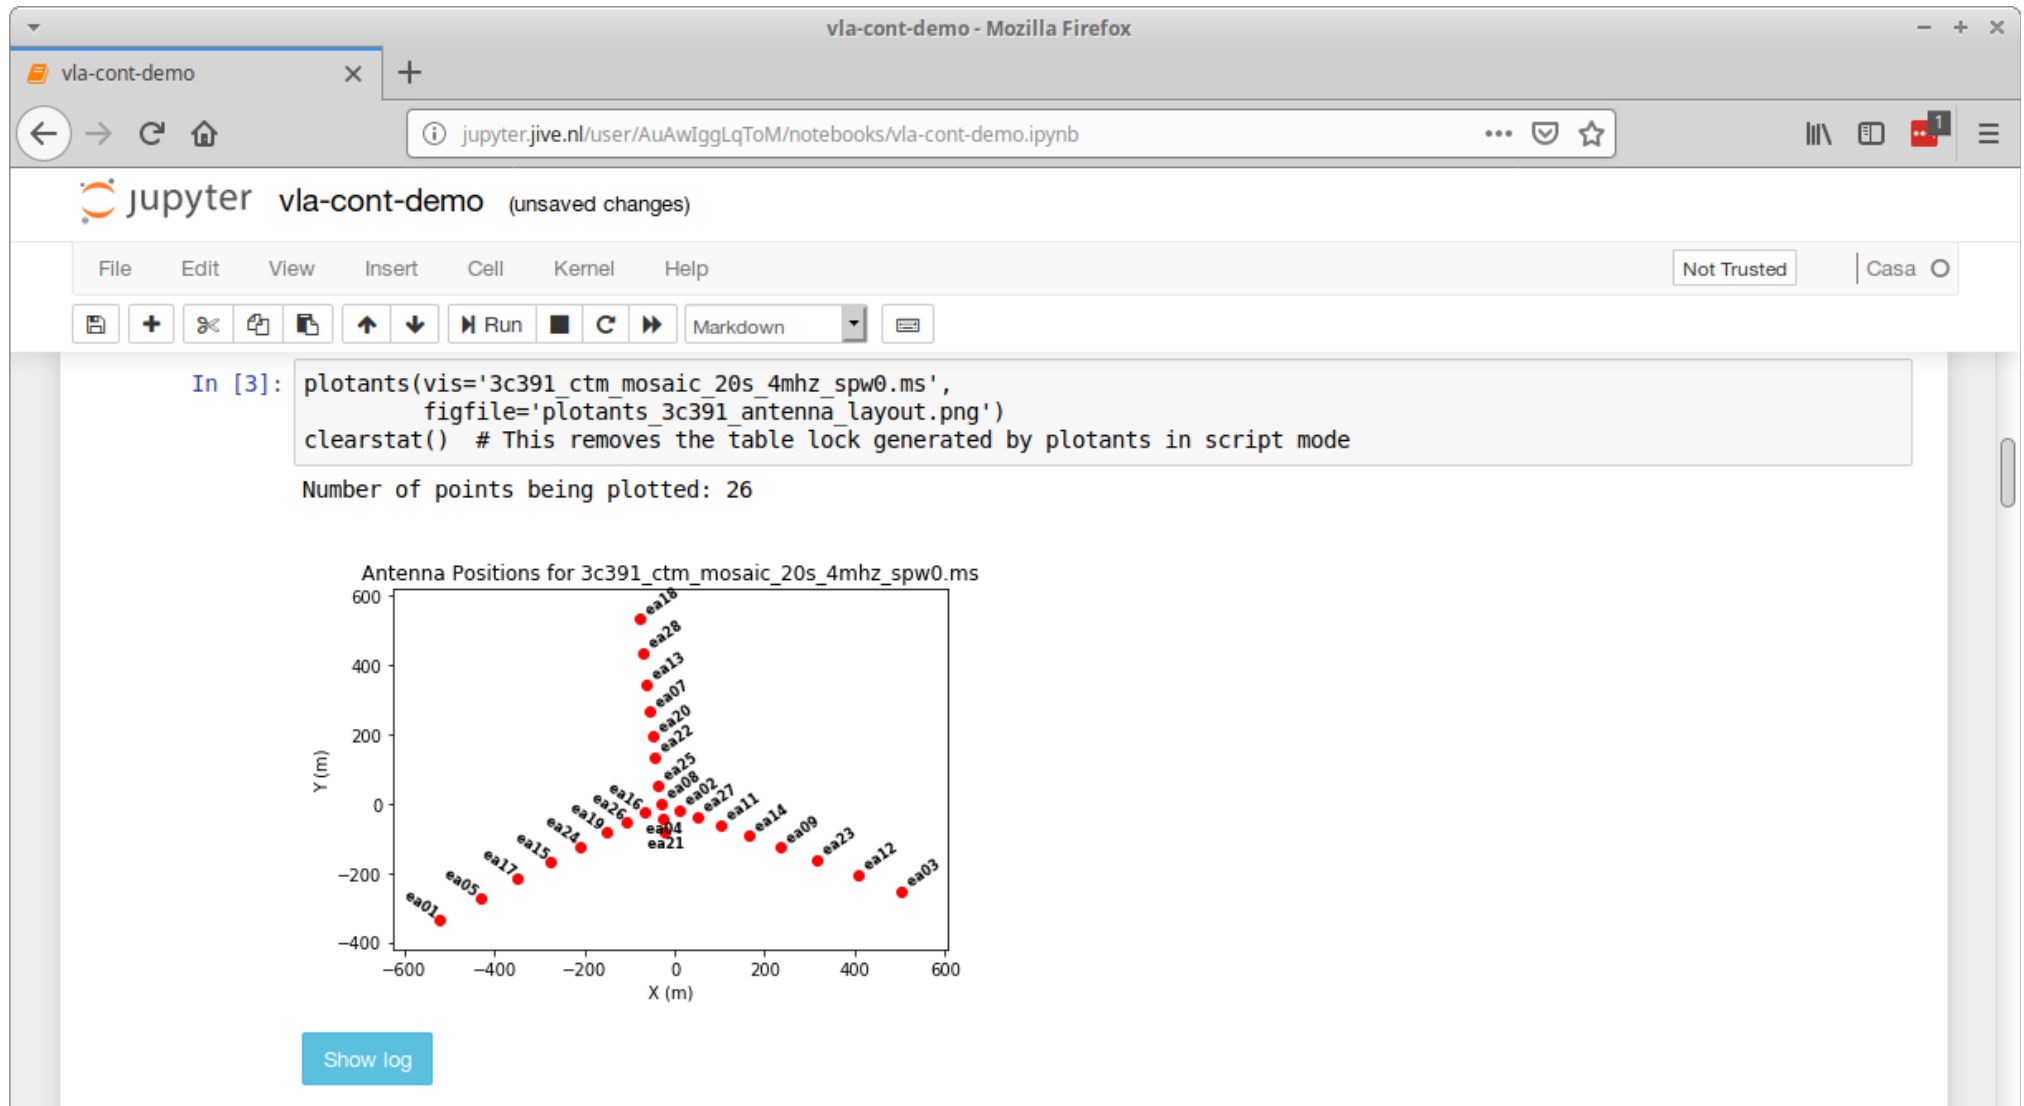 vla-cont-demo - Mozilla Firefox
vla-cont-demo
jupyter.jive.nl/user/AuAwIggLqToM/notebooks/vla-cont-demo.ipynb
1
jupyter vla-cont-demo (unsaved changes)
File Edit View Insert Cell Kernel Help Not Trusted Casa
Run Markdown
In [3]: plotants(vis='3c391_ctm_mosaic_20s_4mhz_spw0.ms',
figfile='plotants_3c391_antenna_layout.png')
clearstat()  # This removes the table lock generated by plotants in script mode
Number of points being plotted: 26
Antenna Positions for 3c391_ctm_mosaic_20s_4mhz_spw0.ms
600
400
200
0
−200
−400
Y (m)
ea18
ea28
ea13
ea07
ea20
ea22
ea25
ea08
ea02
ea27
ea11
ea14
ea09
ea23
ea12
ea03
ea16
ea26
ea19
ea24
ea15
ea17
ea05
ea01
ea04
ea21
−600 −400 −200 0 200 400 600
X (m)
Show log